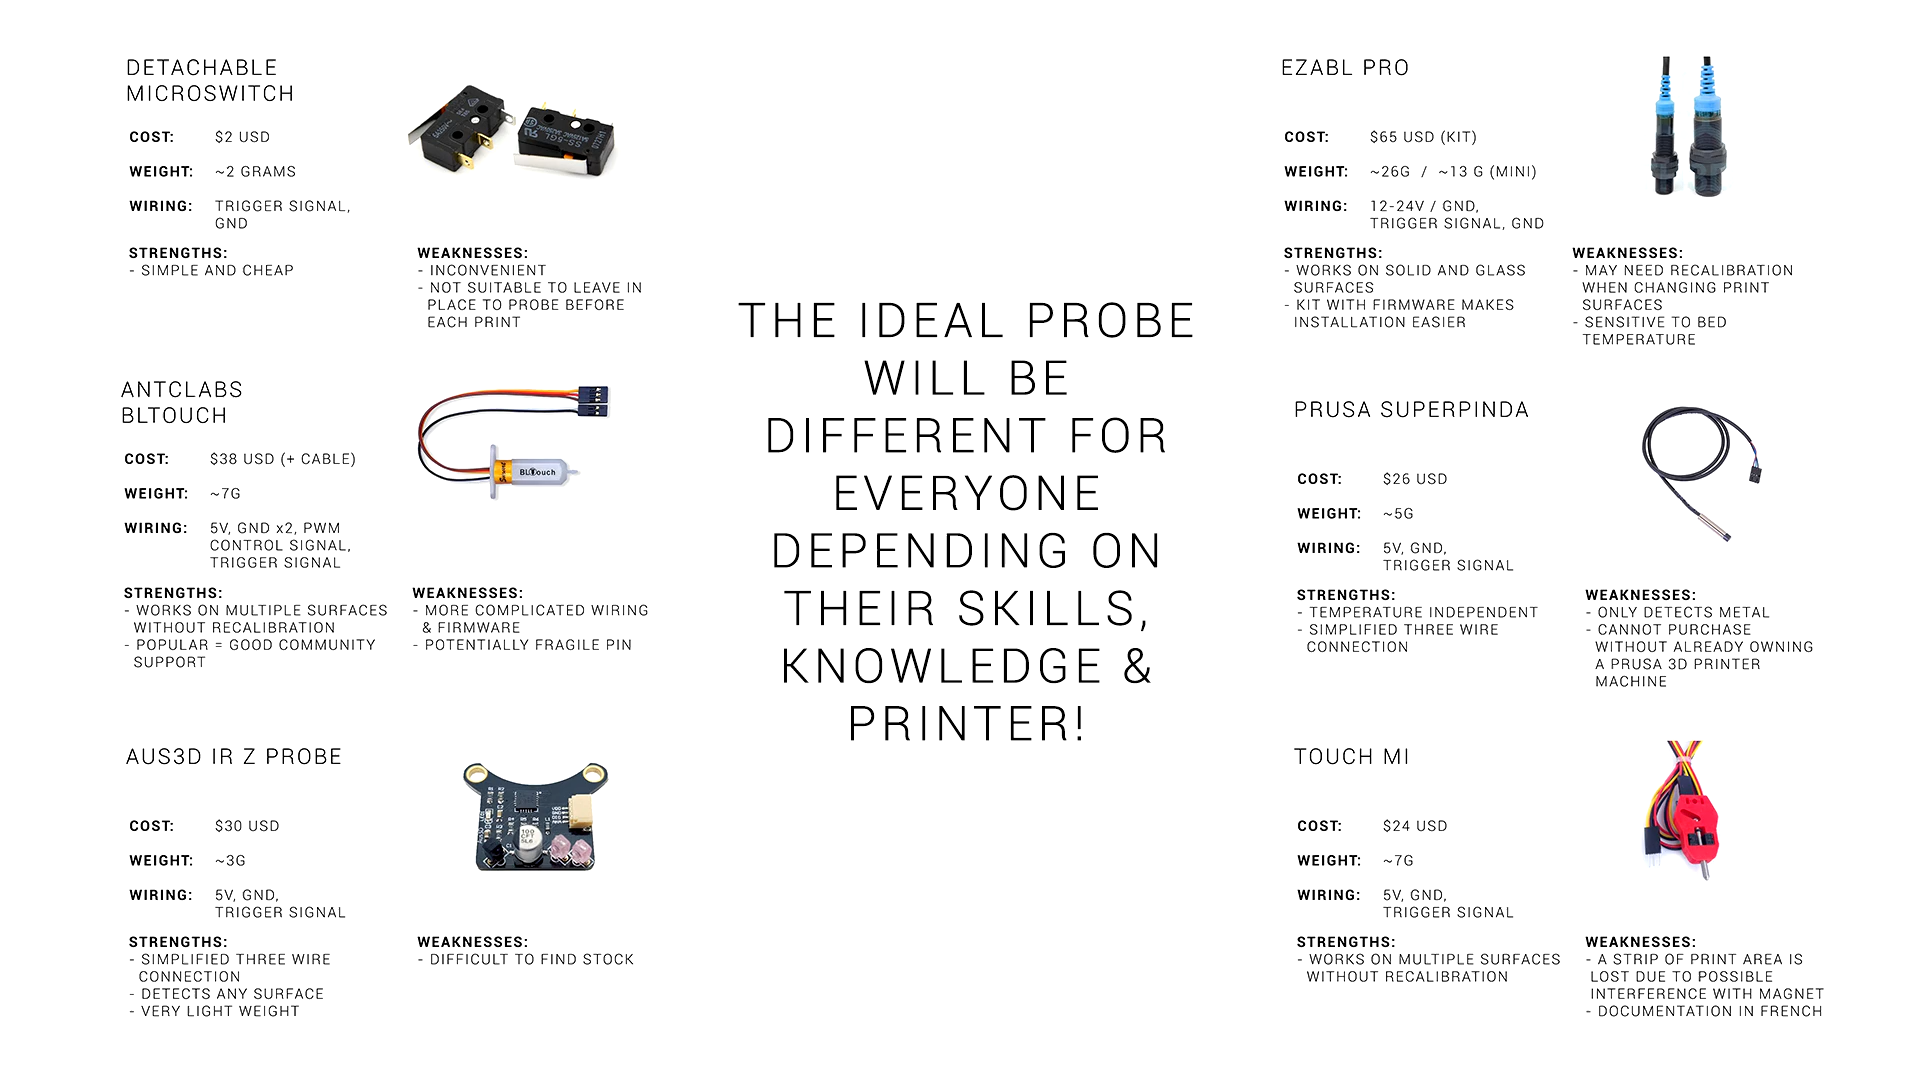 DETACHABLE
MICROSWITCH
COST: $2 USD
WEIGHT: ~2 GRAMS
WIRING: TRIGGER SIGNAL,
GND
STRENGTHS:
- SIMPLE AND CHEAP
WEAKNESSES:
- INCONVENIENT
- NOT SUITABLE TO LEAVE IN
PLACE TO PROBE BEFORE
EACH PRINT
ANTCLABS
BLTOUCH
COST: $38 USD (+ CABLE)
WEIGHT: ~7G
WIRING: 5V, GND x2, PWM
CONTROL SIGNAL,
TRIGGER SIGNAL
BLTouch
STRENGTHS:
- WORKS ON MULTIPLE SURFACES
WITHOUT RECALIBRATION
- POPULAR = GOOD COMMUNITY
SUPPORT
WEAKNESSES:
- MORE COMPLICATED WIRING
& FIRMWARE
- POTENTIALLY FRAGILE PIN
AUS3D IR Z PROBE
COST: $30 USD
WEIGHT: ~3G
WIRING: 5V, GND,
TRIGGER SIGNAL
STRENGTHS:
- SIMPLIFIED THREE WIRE
CONNECTION
- DETECTS ANY SURFACE
- VERY LIGHT WEIGHT
WEAKNESSES:
- DIFFICULT TO FIND STOCK
THE IDEAL PROBE
WILL BE
DIFFERENT FOR
EVERYONE
DEPENDING ON
THEIR SKILLS,
KNOWLEDGE &
PRINTER!
EZABL PRO
COST: $65 USD (KIT)
WEIGHT: ~26G / ~13 G (MINI)
WIRING: 12-24V / GND,
TRIGGER SIGNAL, GND
STRENGTHS:
- WORKS ON SOLID AND GLASS
SURFACES
- KIT WITH FIRMWARE MAKES
INSTALLATION EASIER
WEAKNESSES:
- MAY NEED RECALIBRATION
WHEN CHANGING PRINT
SURFACES
- SENSITIVE TO BED
TEMPERATURE
PRUSA SUPERPINDA
COST: $26 USD
WEIGHT: ~5G
WIRING: 5V, GND,
TRIGGER SIGNAL
STRENGTHS:
- TEMPERATURE INDEPENDENT
- SIMPLIFIED THREE WIRE
CONNECTION
WEAKNESSES:
- ONLY DETECTS METAL
- CANNOT PURCHASE
WITHOUT ALREADY OWNING
A PRUSA 3D PRINTER
MACHINE
TOUCH MI
COST: $24 USD
WEIGHT: ~7G
WIRING: 5V, GND,
TRIGGER SIGNAL
STRENGTHS:
- WORKS ON MULTIPLE SURFACES
WITHOUT RECALIBRATION
WEAKNESSES:
- A STRIP OF PRINT AREA IS
LOST DUE TO POSSIBLE
INTERFERENCE WITH MAGNET
- DOCUMENTATION IN FRENCH